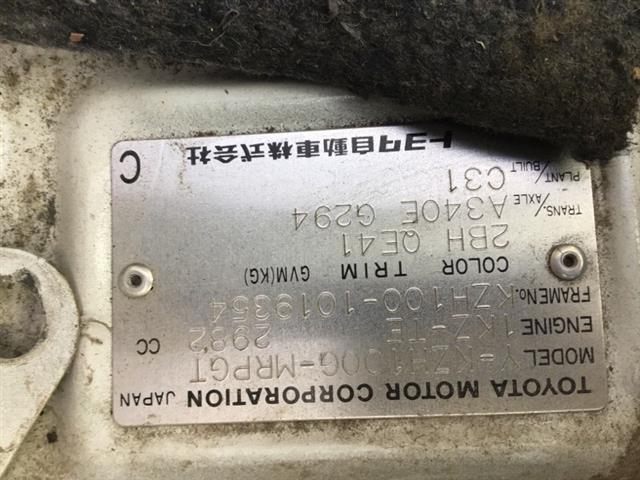 TOYOTA MOTOR CORPORATION JAPAN
MODEL Y-KZH100G-MRPGT
ENGINE 1KZ-TE 2982 CC
FRAME No. KZH100-1019354
COLOR TRIM GVM(KG)
2BH QE41
TRANS./AXLE A340E G294
PLANT/BUILT C31
トヨタ自動車株式会社 C